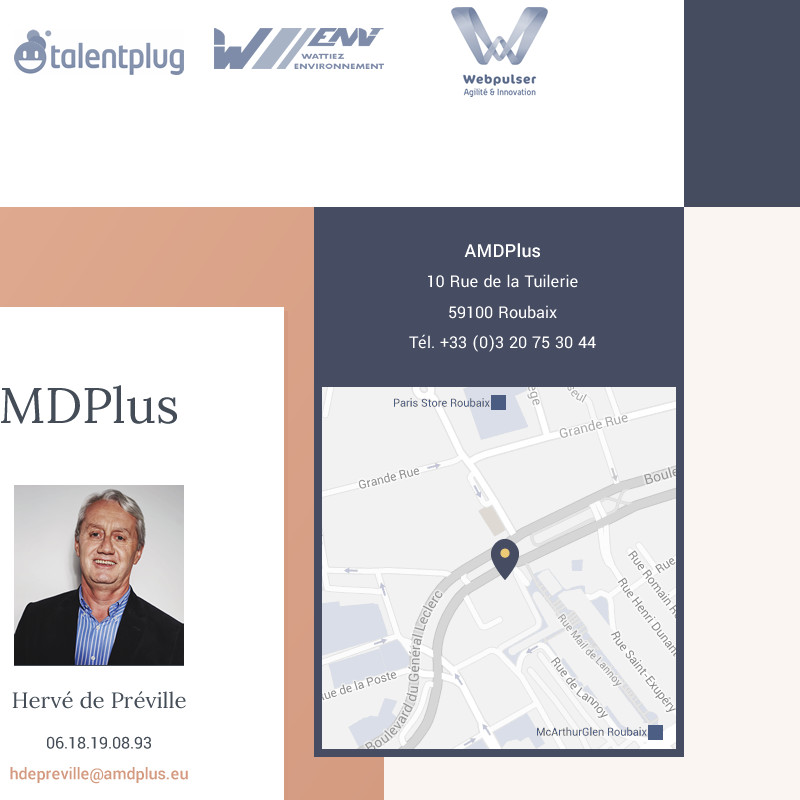 talentplug
W ENV
WATTIEZ
ENVIRONNEMENT
Webpulser
Agilité & Innovation
AMDPlus
10 Rue de la Tuilerie
59100 Roubaix
Tél. +33 (0)3 20 75 30 44
MDPlus
Hervé de Préville
06.18.19.08.93
hdepreville@amdplus.eu
Paris Store Roubaix
Grande Rue
Grande Rue
Boule
Boulevard du Général Leclerc
ue de la Poste
Rue Mail de Lannoy
Rue de Lannoy
Rue Saint-Exupéry
Rue Henri Dunan
Rue Romain R
Rue
McArthurGlen Roubaix